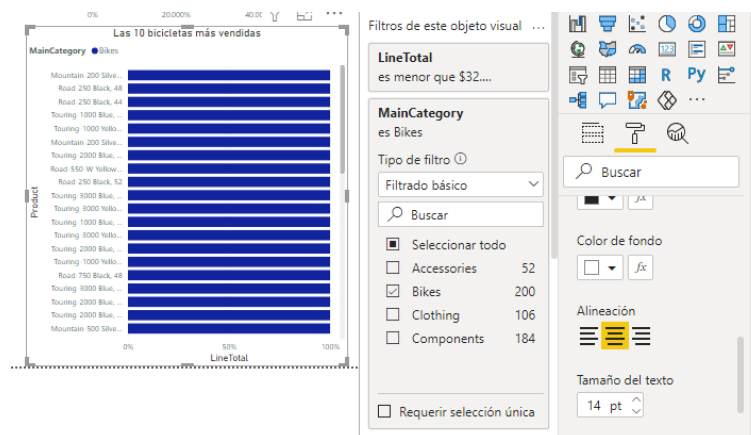 0%
20.000%
40.0(
Las 10 bicicletas más vendidas
MainCategory
Bikes
Product
Mountain 200 Silve...
Road 250 Black, 48
Road 250 Black, 44
Touring 1000 Blue, ...
Touring 1000 Yello...
Mountain 200 Silve...
Touring 2000 Blue, ...
Road 550 W Yellow...
Road 250 Black, 52
Touring 3000 Blue, ...
Touring 3000 Yello...
Touring 1000 Blue, ...
Touring 3000 Yello...
Touring 2000 Blue, ...
Touring 1000 Yello...
Road 750 Black, 48
Touring 3000 Blue, ...
Touring 2000 Blue, ...
Touring 2000 Blue, ...
Mountain 500 Silve...
0%
50%
100%
LineTotal
Filtros de este objeto visual ...
LineTotal
es menor que $32....
MainCategory
es Bikes
Tipo de filtro
Filtrado básico
Buscar
Seleccionar todo
Accessories 52
Bikes 200
Clothing 106
Components 184
Requerir selección única
123
R
Py
Buscar
fx
Color de fondo
fx
Alineación
Tamaño del texto
14 pt